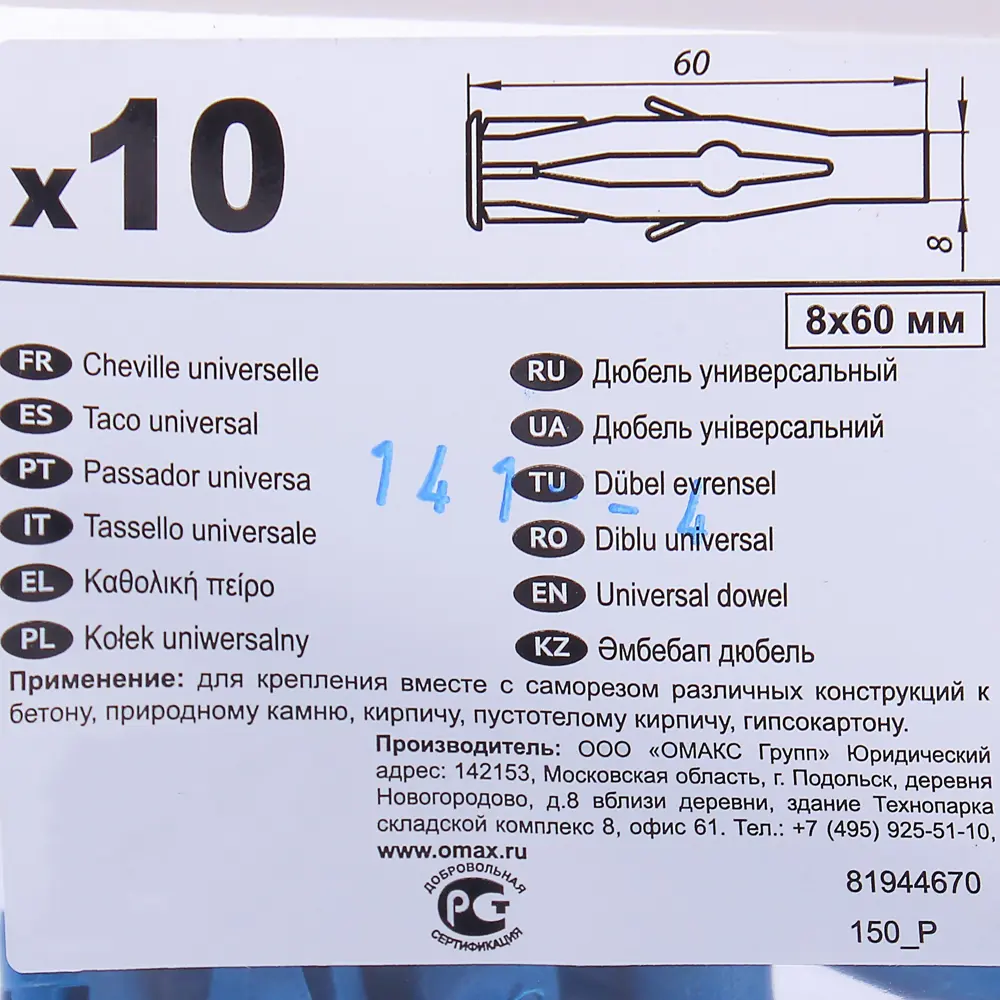 x10
60
8
8x60 мм
FR Cheville universelle
ES Taco universal
PT Passador universa
IT Tassello universale
EL Καθολική πείρο
PL Kołek uniwersalny
RU Дюбель универсальный
UA Дюбель універсальний
TU Dübel evrensel
RO Diblu universal
EN Universal dowel
KZ Әмбебап дюбель
141 - 4
Применение: для крепления вместе с саморезом различных конструкций к
бетону, природному камню, кирпичу, пустотелому кирпичу, гипсокартону.
Производитель: ООО «ОМАКС Групп» Юридический
адрес: 142153, Московская область, г. Подольск, деревня
Новогородово, д.8 вблизи деревни, здание Технопарка
складской комплекс 8, офис 61. Тел.: +7 (495) 925-51-10,
www.omax.ru
ДОБРОВОЛЬНАЯ
РСТ
СЕРТИФИКАЦИЯ
81944670
150_P